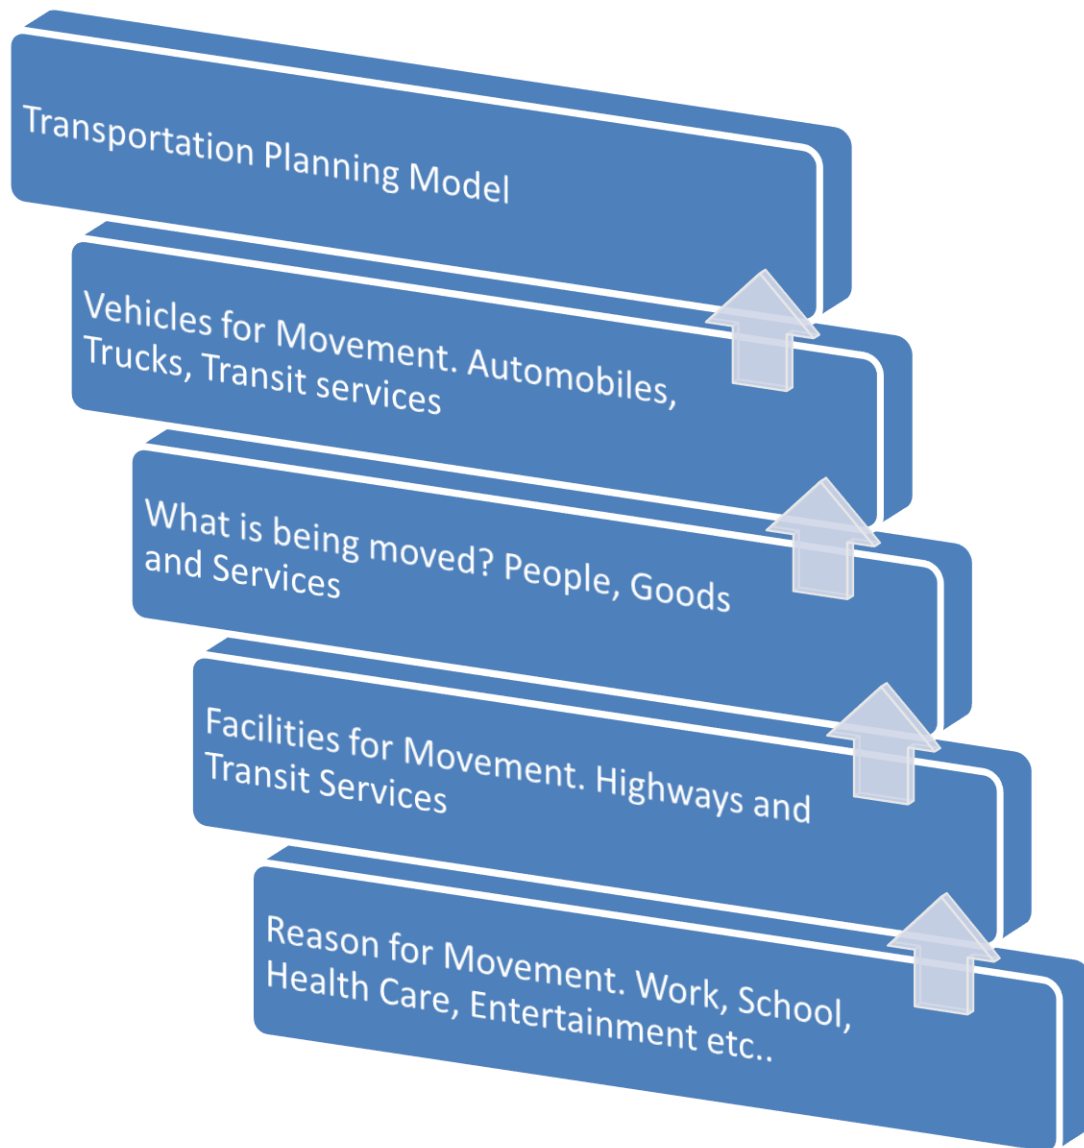 Transportation Planning Model
Vehicles for Movement. Automobiles,
Trucks, Transit services
What is being moved? People, Goods
and Services
Facilities for Movement. Highways and
Transit Services
Reason for Movement. Work, School,
Health Care, Entertainment etc..